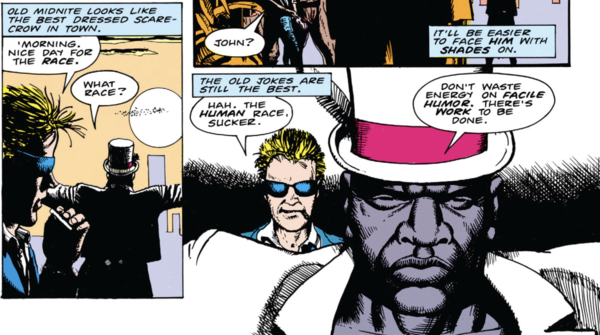 OLD MIDNITE LOOKS LIKE
THE BEST DRESSED SCARE-
CROW IN TOWN.
'MORNING.
NICE DAY FOR
THE RACE.
WHAT
RACE?
JOHN?
IT'LL BE EASIER
TO FACE HIM WITH
SHADES ON.
THE OLD JOKES ARE
STILL THE BEST.
HAH. THE
HUMAN RACE,
SUCKER.
DON'T WASTE
ENERGY ON FACILE
HUMOR. THERE'S
WORK TO BE
DONE.